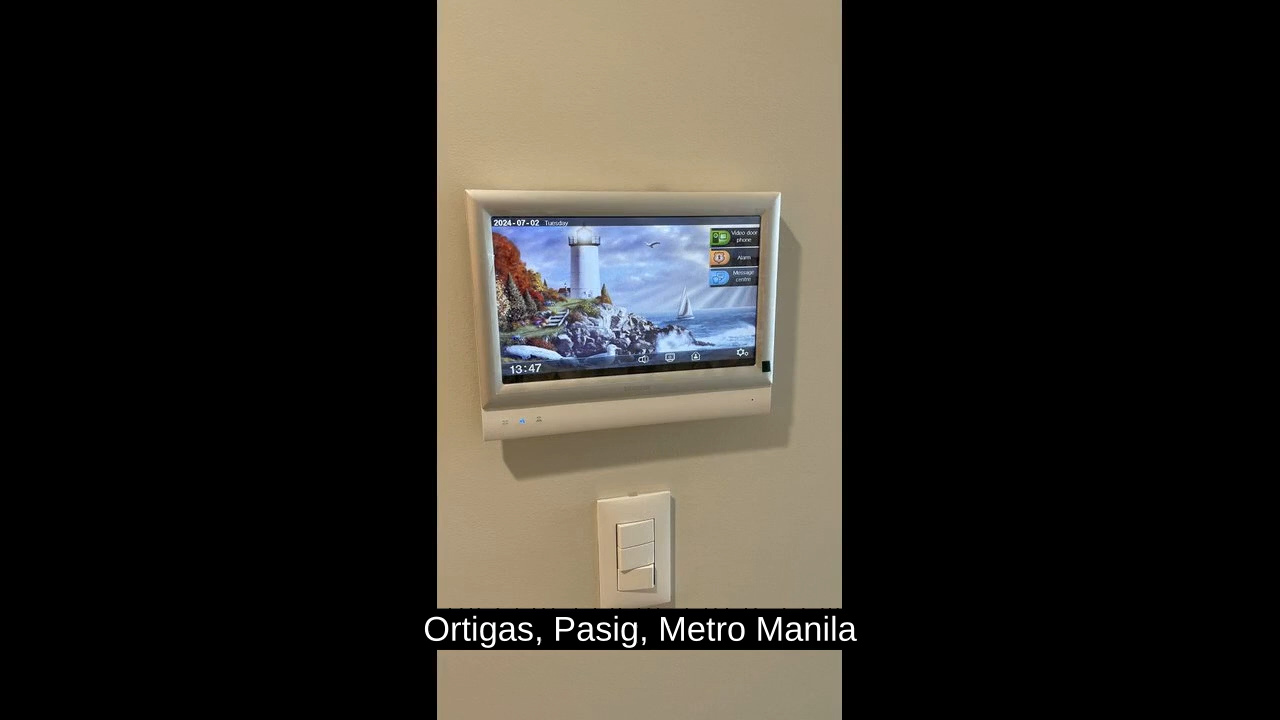 2024-07-02 Tuesday
Video door
phone
Alarm
Message
centre
13:47
Ortigas, Pasig, Metro Manila